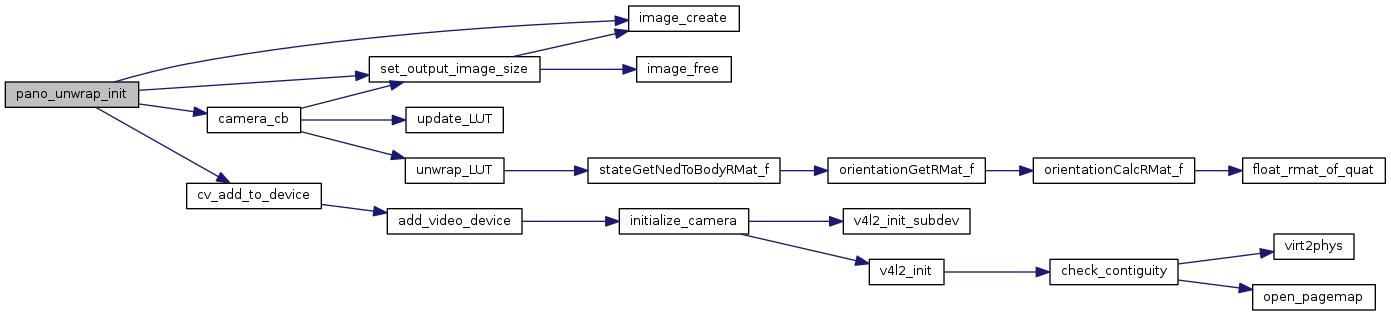 image_create
set_output_image_size
image_free
pano_unwrap_init
camera_cb
update_LUT
unwrap_LUT
stateGetNedToBodyRMat_f
orientationGetRMat_f
orientationCalcRMat_f
float_rmat_of_quat
cv_add_to_device
add_video_device
initialize_camera
v4l2_init_subdev
v4l2_init
check_contiguity
virt2phys
open_pagemap